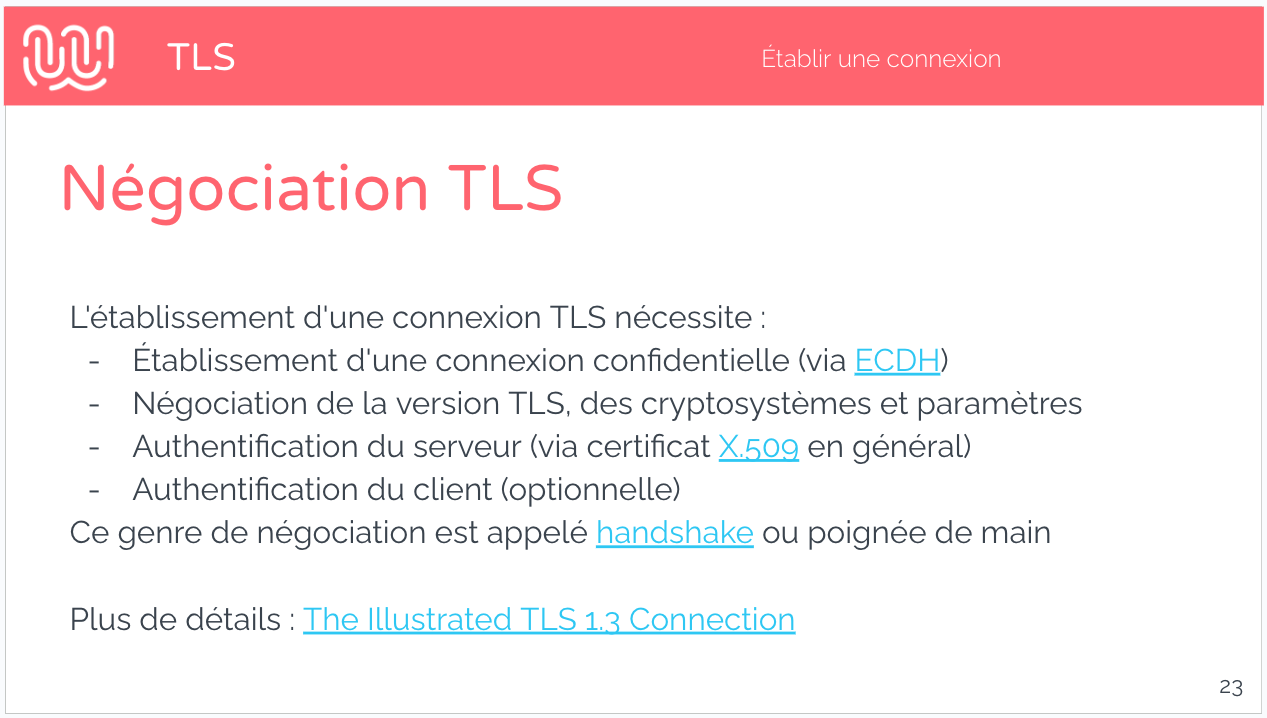 TLS
Établir une connexion
Négociation TLS
L'établissement d'une connexion TLS nécessite :
- Établissement d'une connexion confidentielle (via ECDH)
- Négociation de la version TLS, des cryptosystèmes et paramètres
- Authentification du serveur (via certificat X.509 en général)
- Authentification du client (optionnelle)
Ce genre de négociation est appelé handshake ou poignée de main
Plus de détails : The Illustrated TLS 1.3 Connection
23